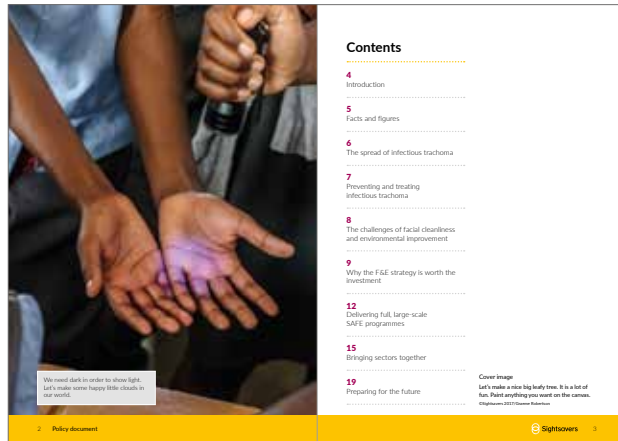 We need dark in order to show light.
Let's make some happy little clouds in
our world.
2 Policy document
Contents
4
Introduction
5
Facts and figures
6
The spread of infectious trachoma
7
Preventing and treating
infectious trachoma
8
The challenges of facial cleanliness
and environmental improvement
9
Why the F&E strategy is worth the
investment
12
Delivering full, large-scale
SAFE programmes
15
Bringing sectors together
19
Preparing for the future
Cover image
Let's make a nice big leafy tree. It is a lot of
fun. Paint anything you want on the canvas.
©Sightsavers 2017/Graeme Robertson
Sightsavers 3